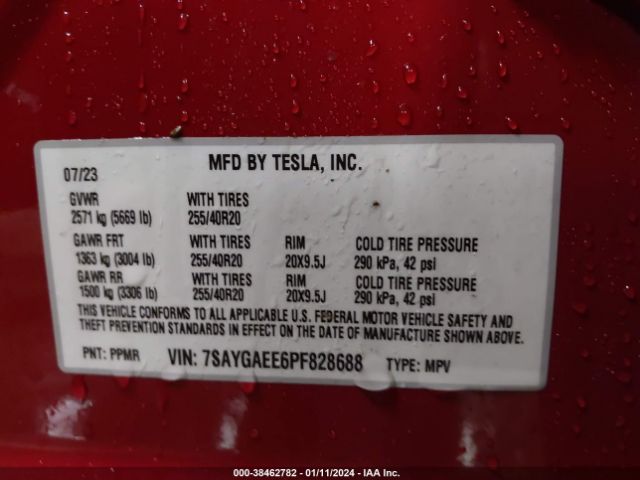 MFD BY TESLA, INC.
07/23
GVWR WITH TIRES
2571 kg (5669 lb) 255/40R20
GAWR FRT WITH TIRES RIM COLD TIRE PRESSURE
1363 kg (3004 lb) 255/40R20 20X9.5J 290 kPa, 42 psi
GAWR RR WITH TIRES RIM COLD TIRE PRESSURE
1500 kg (3306 lb) 255/40R20 20X9.5J 290 kPa, 42 psi
THIS VEHICLE CONFORMS TO ALL APPLICABLE U.S. FEDERAL MOTOR VEHICLE SAFETY AND
THEFT PREVENTION STANDARDS IN EFFECT ON THE DATE OF MANUFACTURE SHOWN ABOVE.
PNT: PPMR VIN: 7SAYGAEE6PF828688 TYPE: MPV
000-38462782 - 01/11/2024 - IAA Inc.